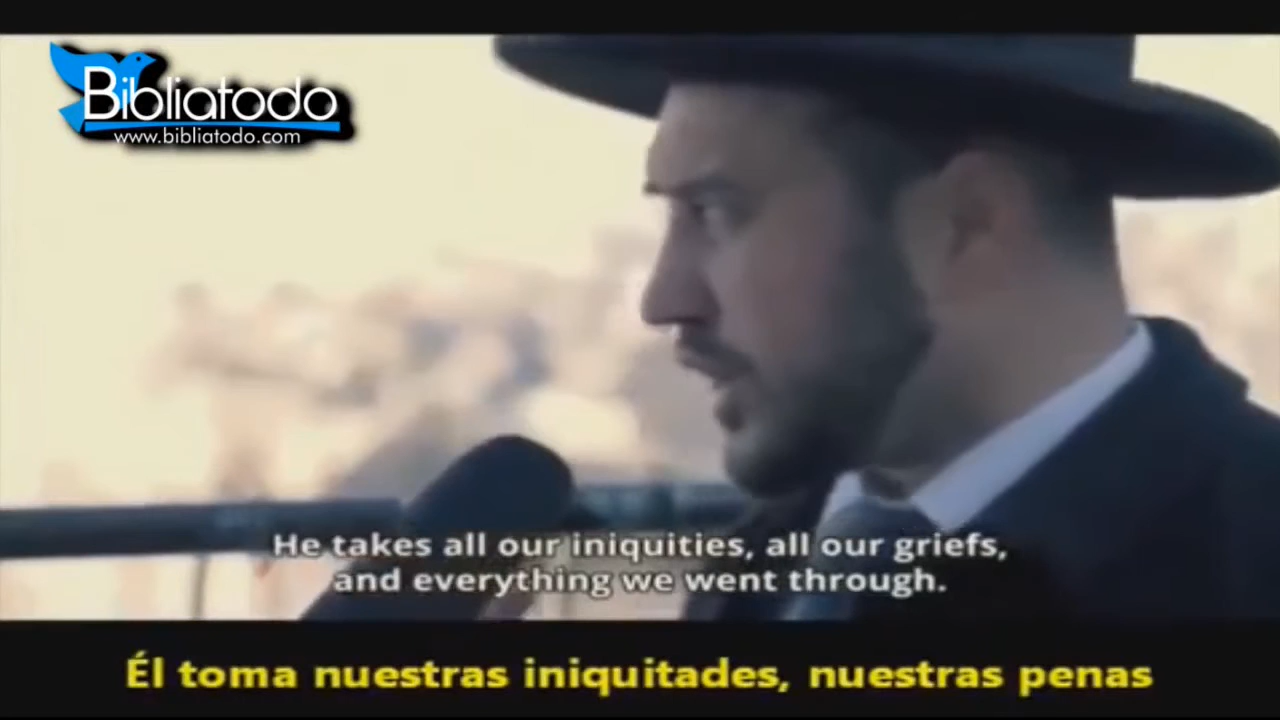 Bibliatodo
www.bibliatodo.com
He takes all our iniquities, all our griefs,
and everything we went through.
Él toma nuestras iniquitades, nuestras penas